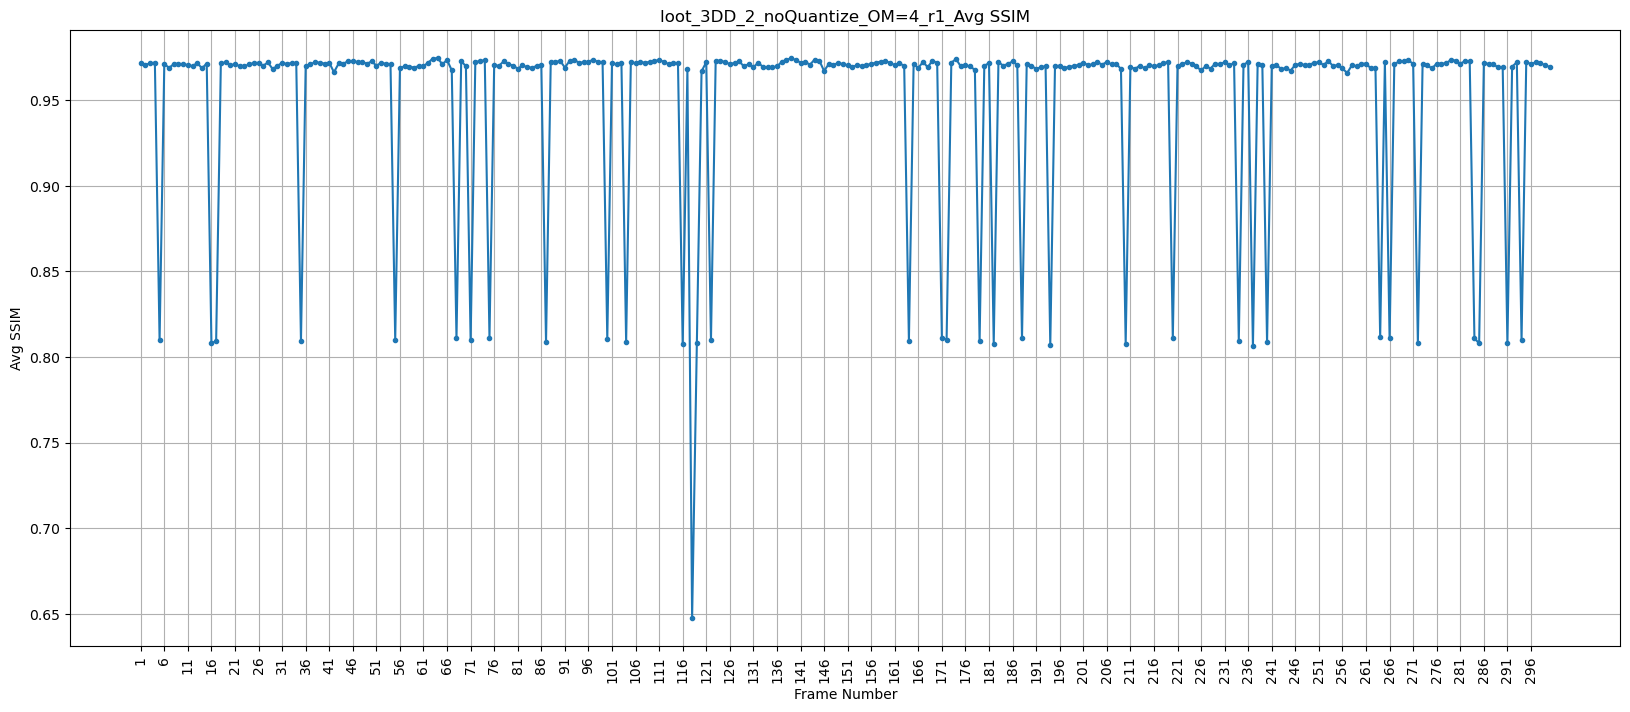 loot_3DD_2_noQuantize_OM=4_r1_Avg SSIM
0.95
0.90
0.85
0.80
0.75
0.70
0.65
Avg SSIM
1 6 11 16 21 26 31 36 41 46 51 56 61 66 71 76 81 86 91 96 101 106 111 116 121 126 131 136 141 146 151 156 161 166 171 176 181 186 191 196 201 206 211 216 221 226 231 236 241 246 251 256 261 266 271 276 281 286 291 296
Frame Number